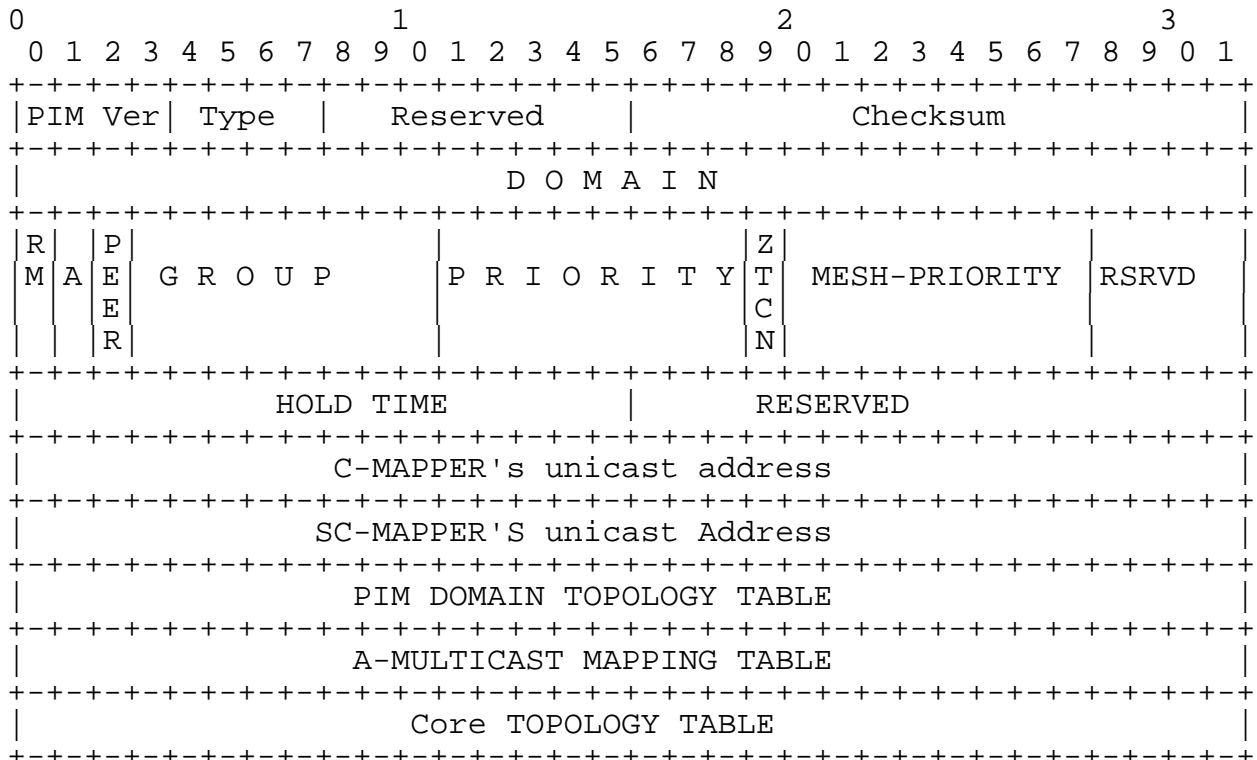 0                   1                   2                   3
 0 1 2 3 4 5 6 7 8 9 0 1 2 3 4 5 6 7 8 9 0 1 2 3 4 5 6 7 8 9 0 1
+-+-+-+-+-+-+-+-+-+-+-+-+-+-+-+-+-+-+-+-+-+-+-+-+-+-+-+-+-+-+-+-+
|PIM Ver| Type  |   Reserved    |           Checksum            |
+-+-+-+-+-+-+-+-+-+-+-+-+-+-+-+-+-+-+-+-+-+-+-+-+-+-+-+-+-+-+-+-+
|                         D O M A I N                           |
+-+-+-+-+-+-+-+-+-+-+-+-+-+-+-+-+-+-+-+-+-+-+-+-+-+-+-+-+-+-+-+-+
|R| |P|               |               |Z|               |       |
|M|A|E| G R O U P     |P R I O R I T Y|T| MESH-PRIORITY |RSRVD  |
| | |E|               |               |C|               |       |
| | |R|               |               |N|               |       |
+-+-+-+-+-+-+-+-+-+-+-+-+-+-+-+-+-+-+-+-+-+-+-+-+-+-+-+-+-+-+-+-+
|             HOLD TIME         |      RESERVED                 |
+-+-+-+-+-+-+-+-+-+-+-+-+-+-+-+-+-+-+-+-+-+-+-+-+-+-+-+-+-+-+-+-+
|                C-MAPPER's unicast address                     |
+-+-+-+-+-+-+-+-+-+-+-+-+-+-+-+-+-+-+-+-+-+-+-+-+-+-+-+-+-+-+-+-+
|               SC-MAPPER'S unicast Address                     |
+-+-+-+-+-+-+-+-+-+-+-+-+-+-+-+-+-+-+-+-+-+-+-+-+-+-+-+-+-+-+-+-+
|                 PIM DOMAIN TOPOLOGY TABLE                     |
+-+-+-+-+-+-+-+-+-+-+-+-+-+-+-+-+-+-+-+-+-+-+-+-+-+-+-+-+-+-+-+-+
|                 A-MULTICAST MAPPING TABLE                     |
+-+-+-+-+-+-+-+-+-+-+-+-+-+-+-+-+-+-+-+-+-+-+-+-+-+-+-+-+-+-+-+-+
|                    Core TOPOLOGY TABLE                        |
+-+-+-+-+-+-+-+-+-+-+-+-+-+-+-+-+-+-+-+-+-+-+-+-+-+-+-+-+-+-+-+-+